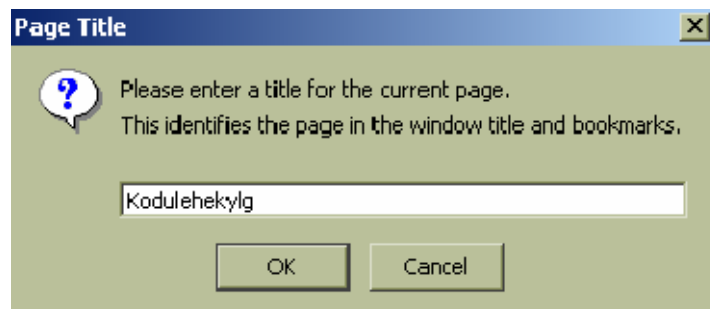 Page Title
Please enter a title for the current page.
This identifies the page in the window title and bookmarks.
Kodulehekylg
OK
Cancel